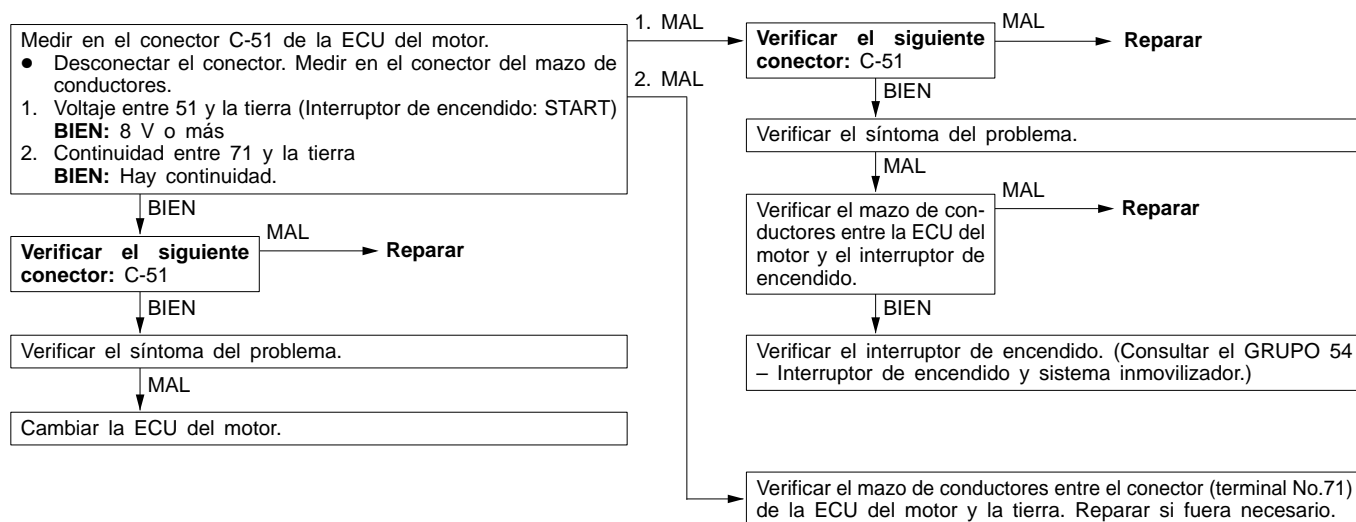 Medir en el conector C-51 de la ECU del motor.
● Desconectar el conector. Medir en el conector del mazo de
conductores.
1. Voltaje entre 51 y la tierra (Interruptor de encendido: START)
BIEN: 8 V o más
2. Continuidad entre 71 y la tierra
BIEN: Hay continuidad.
1. MAL
2. MAL
BIEN
Verificar el siguiente
conector: C-51
MAL
Reparar
BIEN
Verificar el síntoma del problema.
MAL
Cambiar la ECU del motor.
Verificar el siguiente
conector: C-51
MAL
Reparar
BIEN
Verificar el síntoma del problema.
MAL
Verificar el mazo de con-
ductores entre la ECU del
motor y el interruptor de
encendido.
MAL
Reparar
BIEN
Verificar el interruptor de encendido. (Consultar el GRUPO 54
– Interruptor de encendido y sistema inmovilizador.)
Verificar el mazo de conductores entre el conector (terminal No.71)
de la ECU del motor y la tierra. Reparar si fuera necesario.